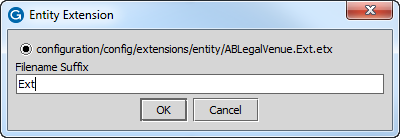 Entity Extension
configuration/config/extensions/entity/ABLegalVenue.Ext.etx
Filename Suffix
Ext
OK Cancel